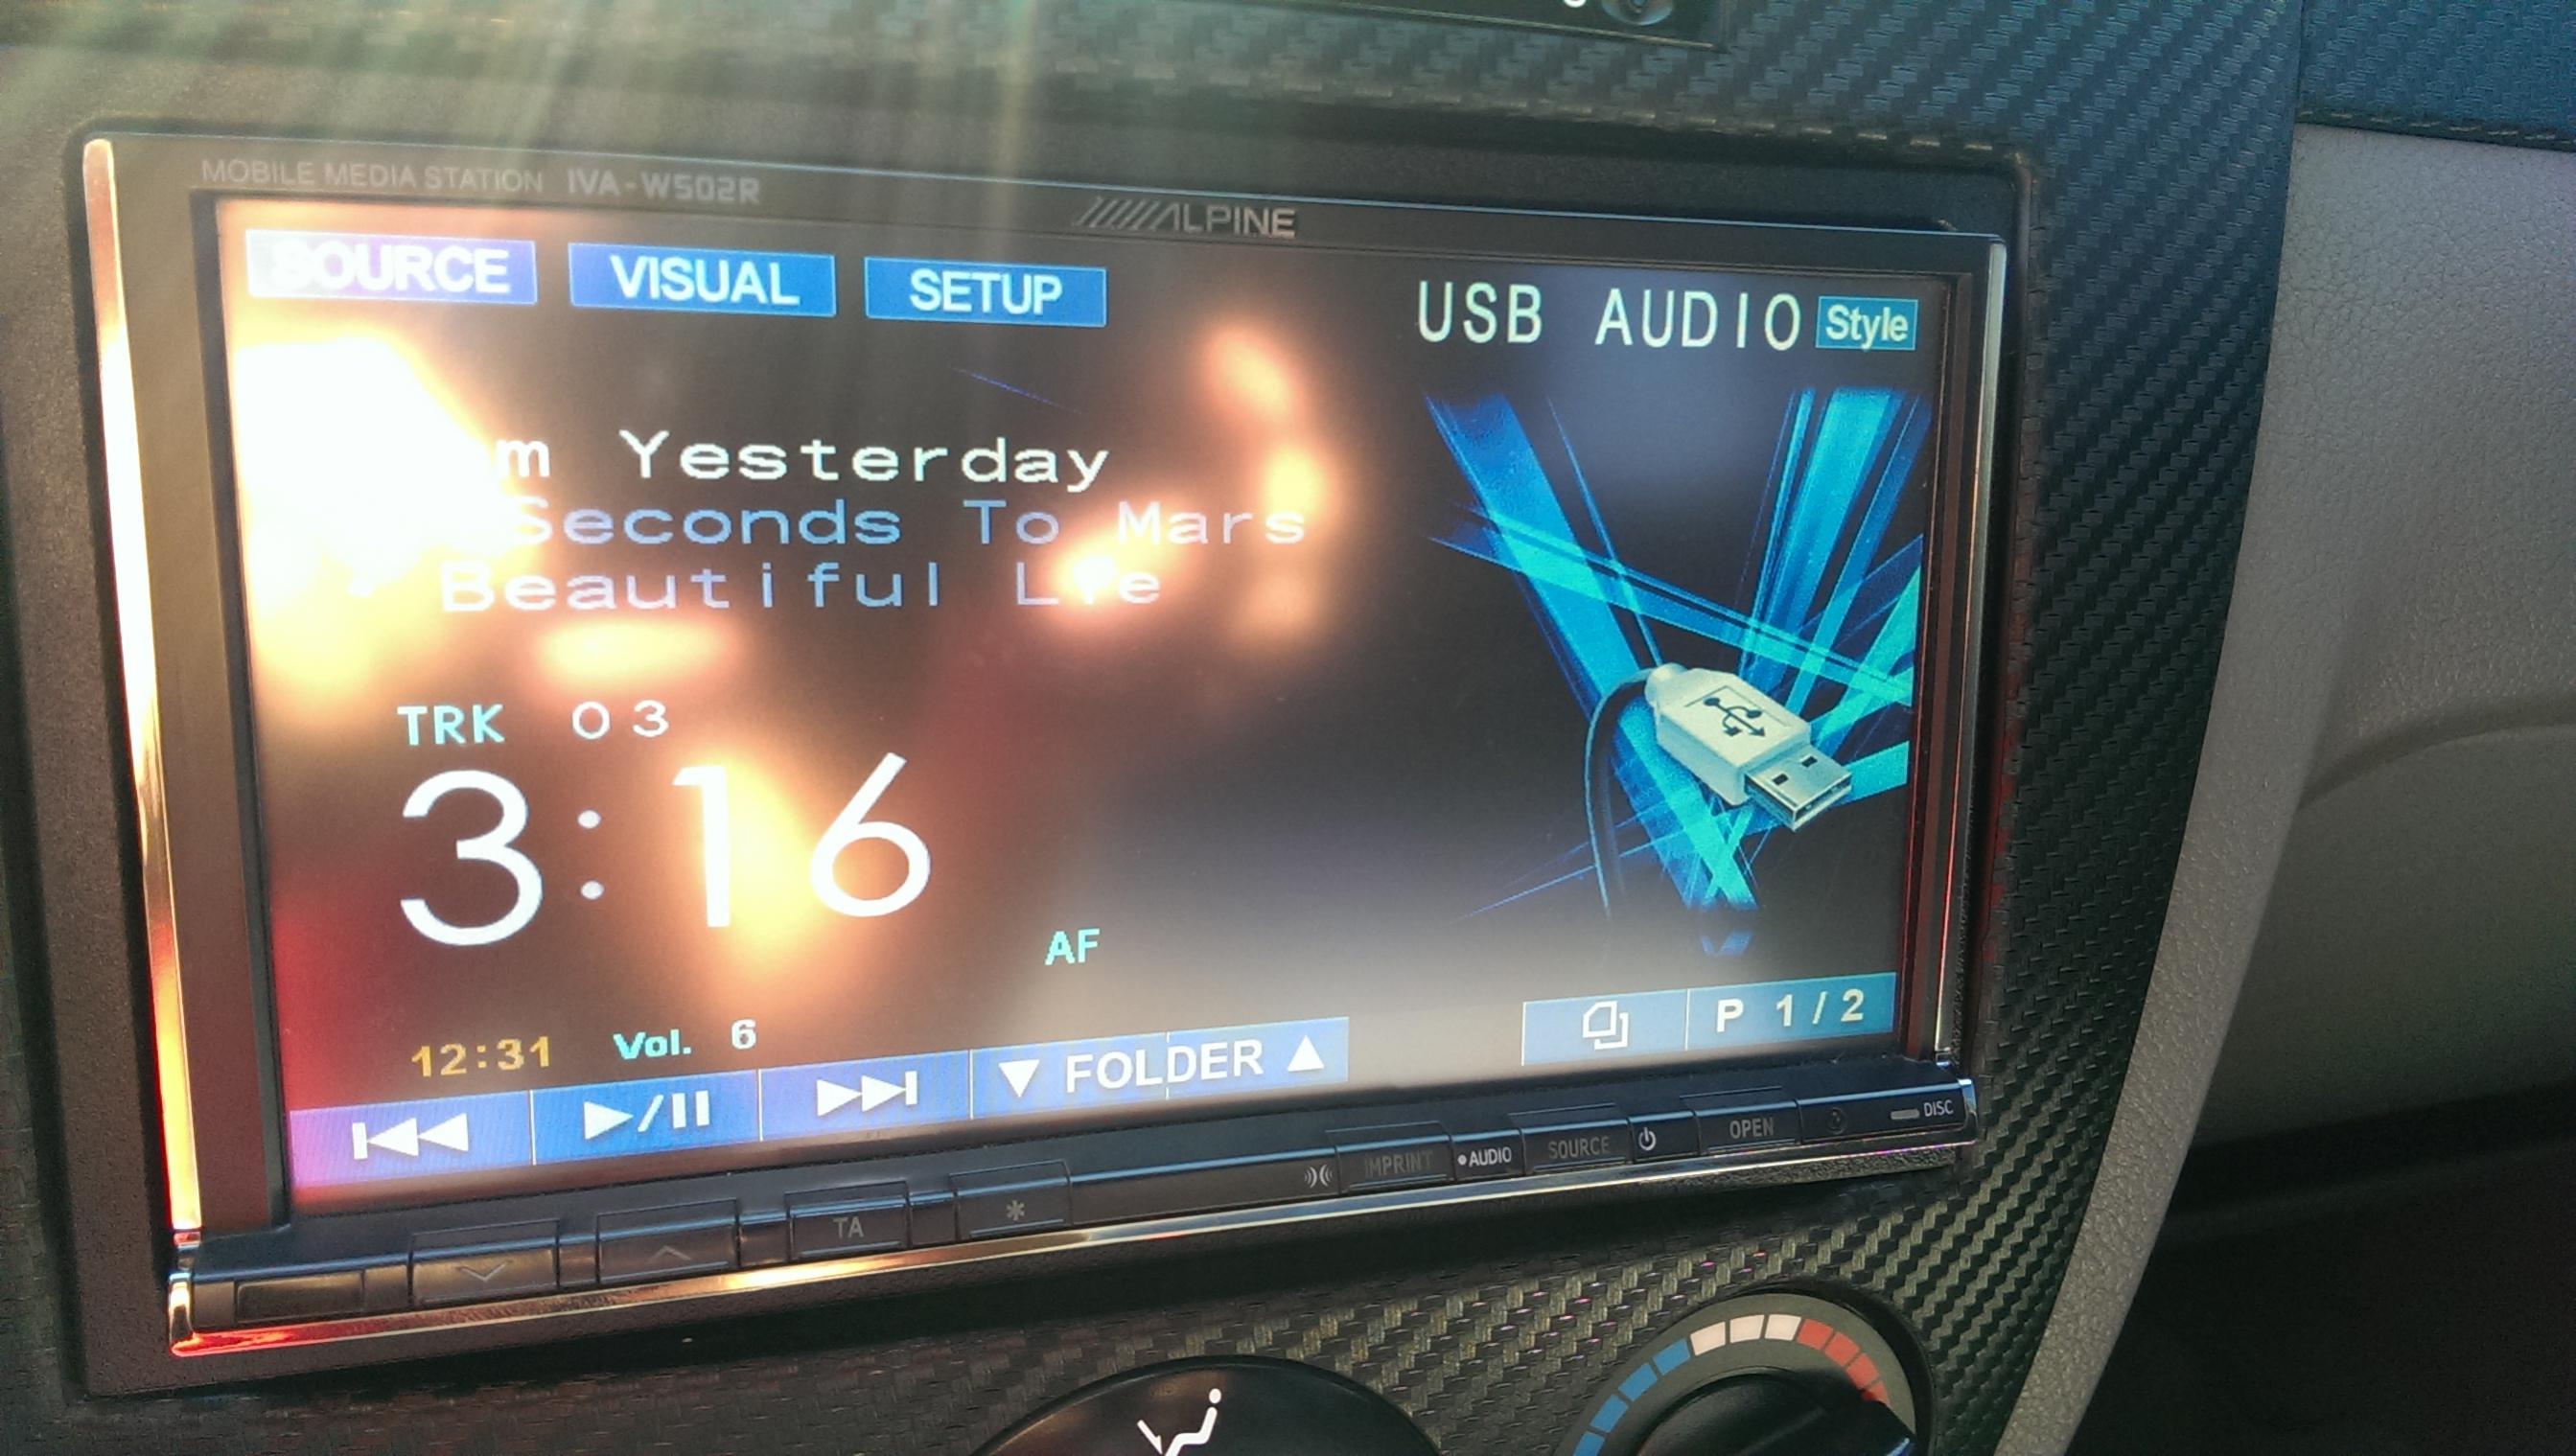 MOBILE MEDIA STATION IVA-W502R
ALPINE
SOURCE VISUAL SETUP
USB AUDIO Style
m Yesterday
Seconds To Mars
Beautiful L e
TRK 03
3:16
AF
12:31 Vol. 6
FOLDER
P 1/2
TA
IMPRINT
AUDIO
SOURCE
OPEN
DISC